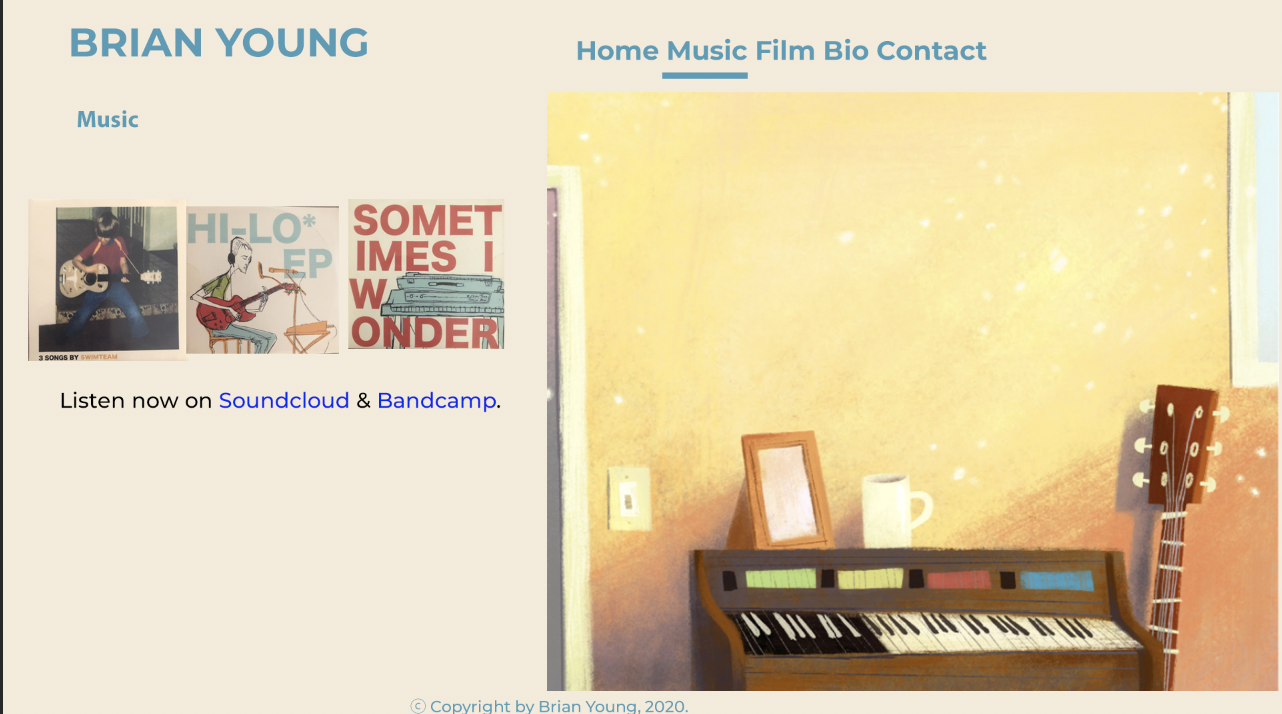 BRIAN YOUNG
Home Music Film Bio Contact
Music
3 SONGS BY SWIMTEAM
HI-LO*
EP
SOMET
IMES I
W
ONDER
Listen now on Soundcloud & Bandcamp.
© Copyright by Brian Young, 2020.